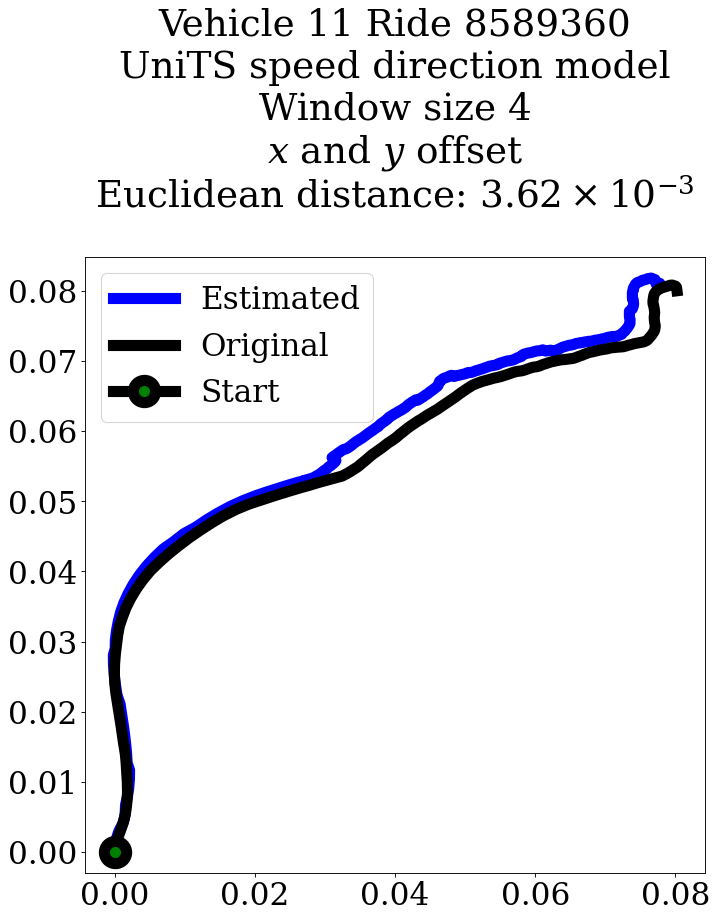 Vehicle 11 Ride 8589360
UniTS speed direction model
Window size 4
x and y offset
Euclidean distance: 3.62 × 10⁻³
Estimated
Original
Start
0.08
0.07
0.06
0.05
0.04
0.03
0.02
0.01
0.00
0.00 0.02 0.04 0.06 0.08